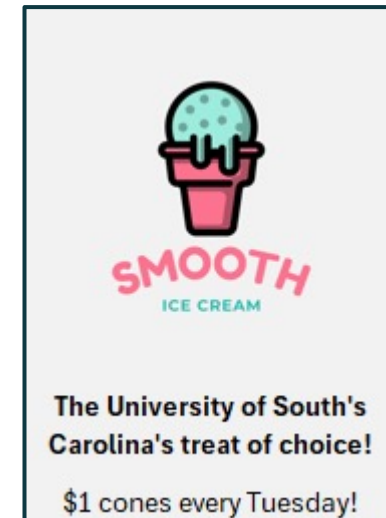 SMOOTH
ICE CREAM
The University of South's
Carolina's treat of choice!
$1 cones every Tuesday!